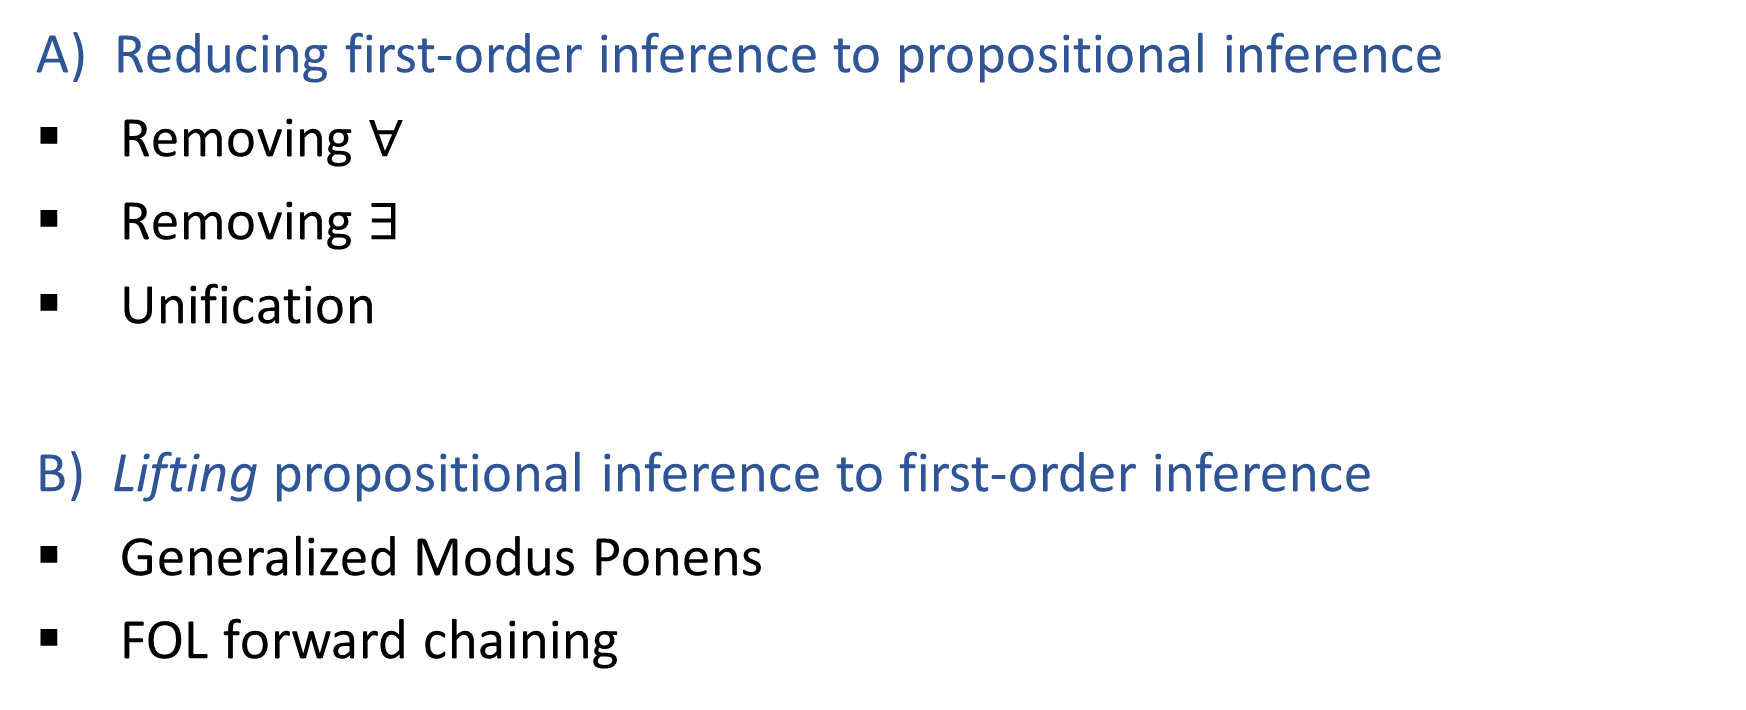 A) Reducing first-order inference to propositional inference
▪ Removing ∀
▪ Removing ∃
▪ Unification
B) Lifting propositional inference to first-order inference
▪ Generalized Modus Ponens
▪ FOL forward chaining